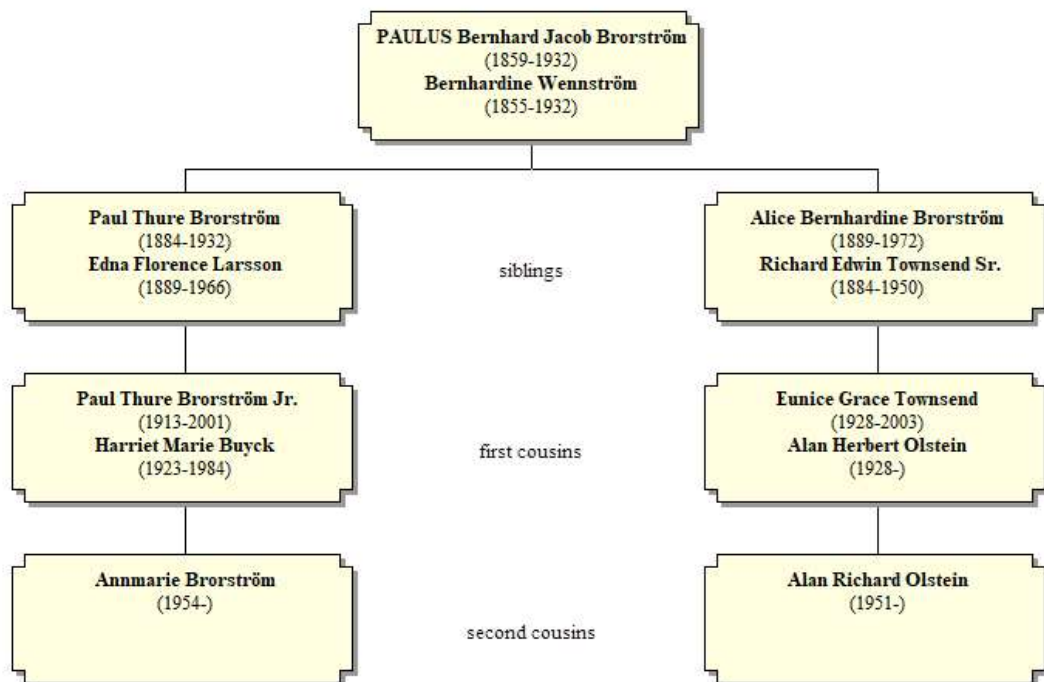 PAULUS Bernhard Jacob Brorström
(1859-1932)
Bernhardine Wennström
(1855-1932)
Paul Thure Brorström
(1884-1932)
Edna Florence Larsson
(1889-1966)
siblings
Alice Bernhardine Brorström
(1889-1972)
Richard Edwin Townsend Sr.
(1884-1950)
Paul Thure Brorström Jr.
(1913-2001)
Harriet Marie Buyck
(1923-1984)
first cousins
Eunice Grace Townsend
(1928-2003)
Alan Herbert Olstein
(1928-)
Annmarie Brorström
(1954-)
second cousins
Alan Richard Olstein
(1951-)